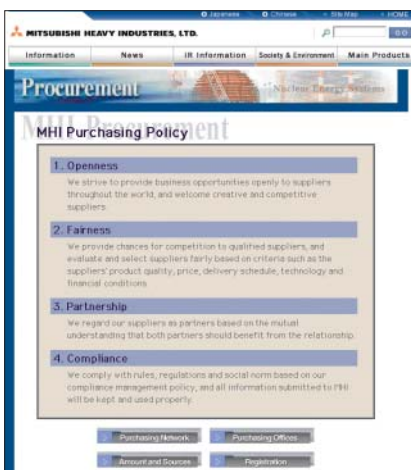 Japanese Chinese Site Map HOME
MITSUBISHI HEAVY INDUSTRIES, LTD. GO
Information News IR Information Society & Environment Main Products
Procurement Nuclear Energy Systems
MHI Procurement
MHI Purchasing Policy
1. Openness
We strive to provide business opportunities openly to suppliers
throughout the world, and welcome creative and competitive
suppliers.
2. Fairness
We provide chances for competition to qualified suppliers, and
evaluate and select suppliers fairly based on criteria such as the
suppliers' product quality, price, delivery schedule, technology and
financial conditions.
3. Partnership
We regard our suppliers as partners based on the mutual
understanding that both partners should benefit from the relationship.
4. Compliance
We comply with rules, regulations and social norm based on our
compliance management policy, and all information submitted to MHI
will be kept and used properly.
Purchasing Network Purchasing Offices
Amount and Sources Registration